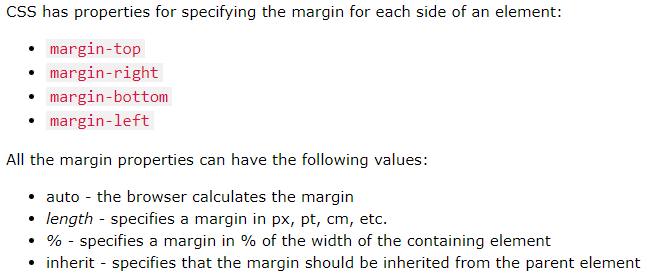 CSS has properties for specifying the margin for each side of an element:
• margin-top
• margin-right
• margin-bottom
• margin-left
All the margin properties can have the following values:
• auto - the browser calculates the margin
• length - specifies a margin in px, pt, cm, etc.
• % - specifies a margin in % of the width of the containing element
• inherit - specifies that the margin should be inherited from the parent element